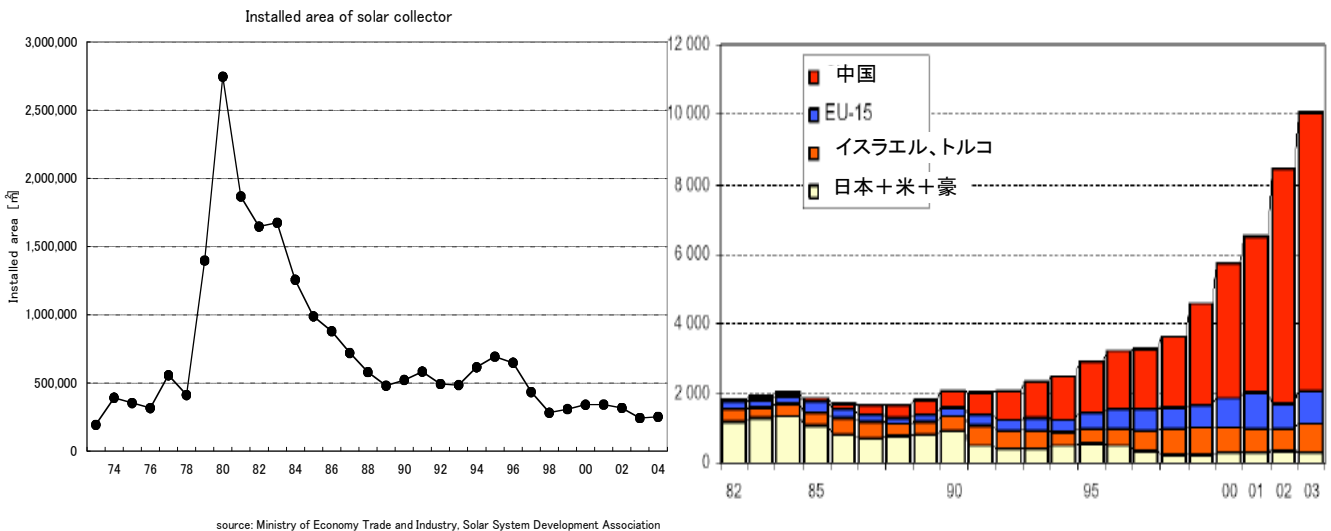 Installed area of solar collector
3,000,000
2,500,000
2,000,000
1,500,000
1,000,000
500,000
0
Installed area [㎡]
74 76 78 80 82 84 86 88 90 92 94 96 98 00 02 04
source: Ministry of Economy Trade and Industry, Solar System Development Association
12 000
10 000
8 000
6 000
4 000
2 000
0
中国
EU-15
イスラエル、トルコ
日本＋米＋豪
82 85 90 95 00 01 02 03